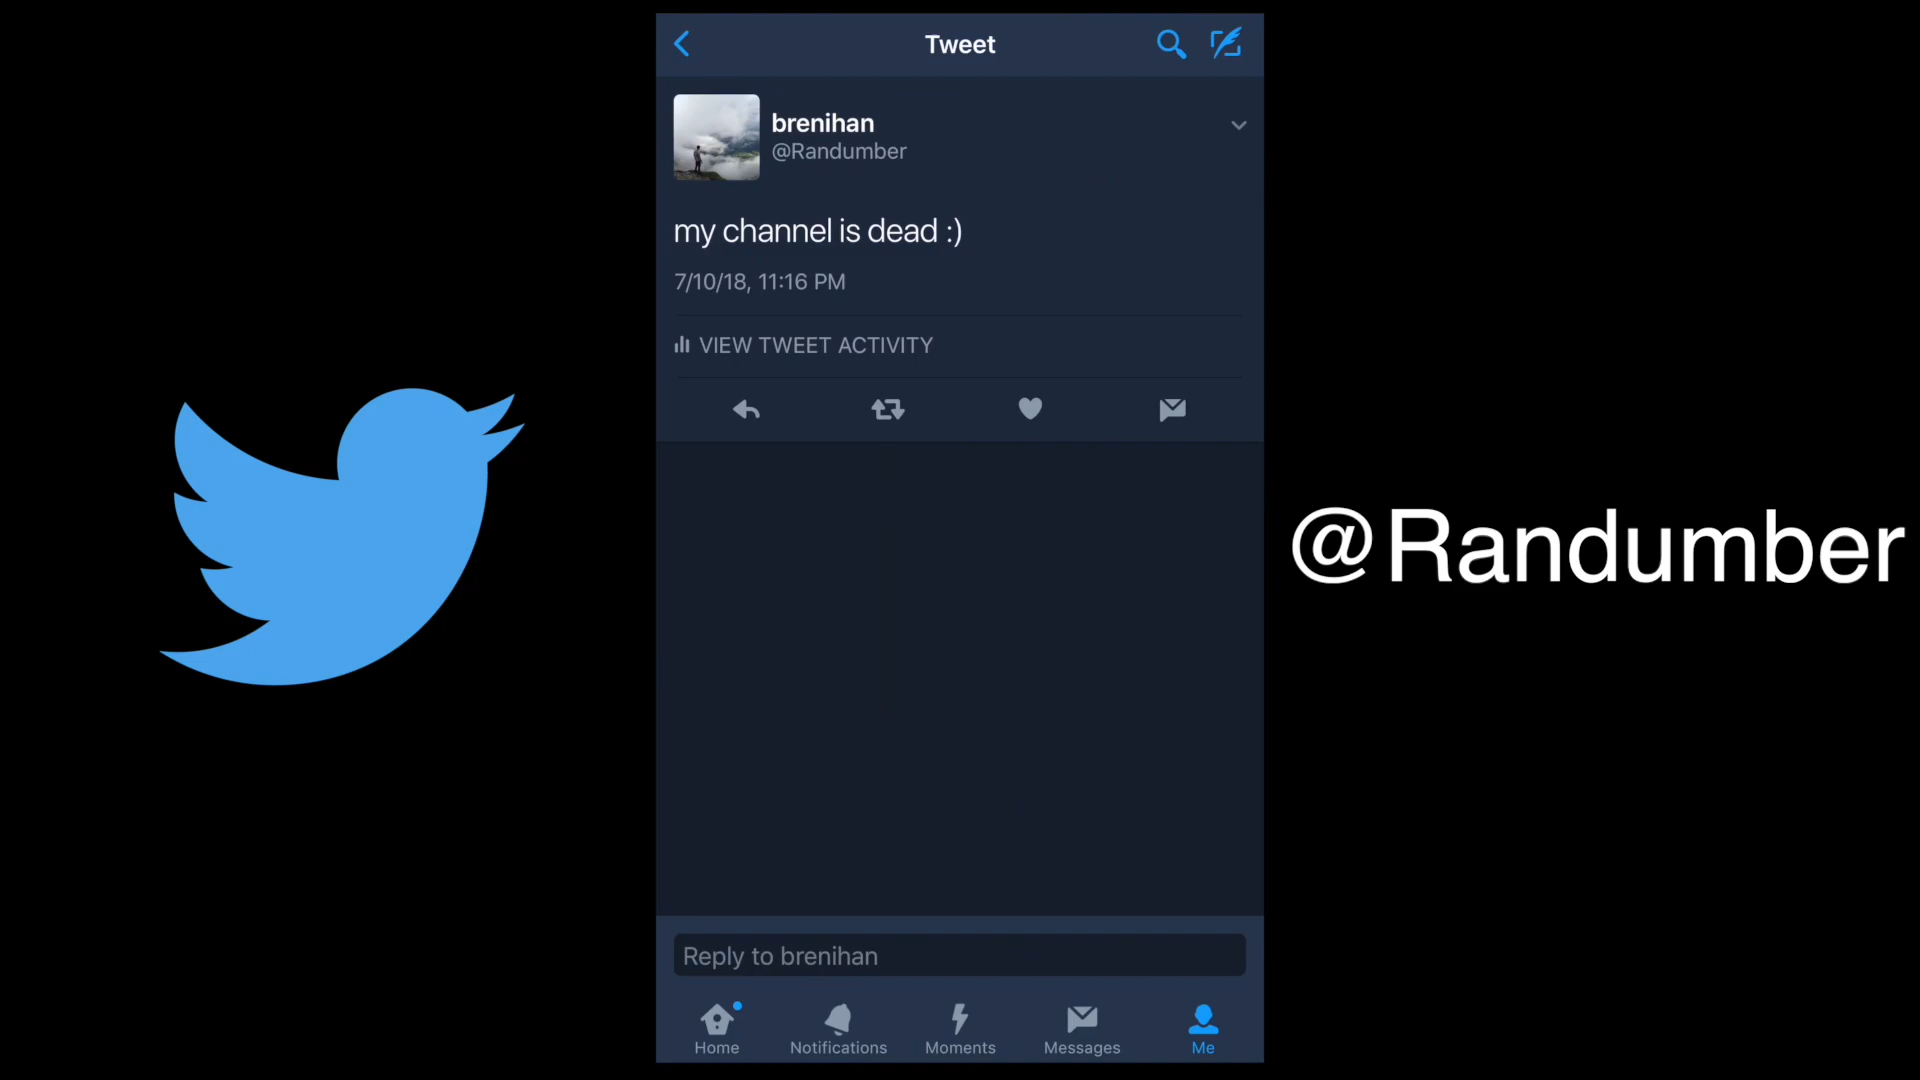 Tweet
brenihan
@Randumber
my channel is dead :)
7/10/18, 11:16 PM
VIEW TWEET ACTIVITY
@Randumber
Reply to brenihan
Home Notifications Moments Messages Me